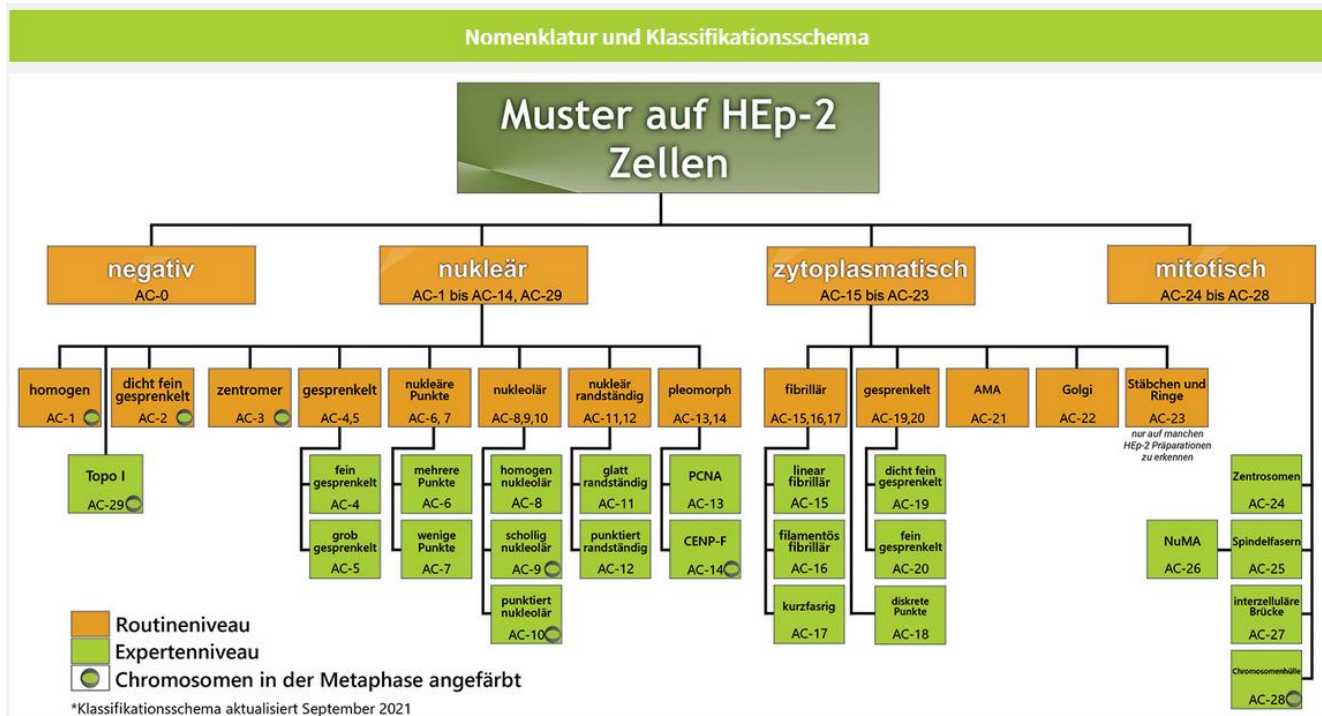 Nomenklatur und Klassifikationsschema
Muster auf HEp-2
Zellen
negativ
AC-0
nukleär
AC-1 bis AC-14, AC-29
zytoplasmatisch
AC-15 bis AC-23
mitotisch
AC-24 bis AC-28
homogen
AC-1
dicht fein
gesprenkelt
AC-2
zentromer
AC-3
gesprenkelt
AC-4,5
nukleäre
Punkte
AC-6, 7
nukleolär
AC-8,9,10
nukleär
randständig
AC-11,12
pleomorph
AC-13,14
fibrillär
AC-15,16,17
gesprenkelt
AC-19,20
AMA
AC-21
Golgi
AC-22
Stäbchen und
Ringe
AC-23
nur auf manchen
HEp-2 Präparationen
zu erkennen
Topo I
AC-29
fein
gesprenkelt
AC-4
mehrere
Punkte
AC-6
homogen
nukleolär
AC-8
glatt
randständig
AC-11
PCNA
AC-13
linear
fibrillär
AC-15
dicht fein
gesprenkelt
AC-19
Zentrosomen
AC-24
grob
gesprenkelt
AC-5
wenige
Punkte
AC-7
schollig
nukleolär
AC-9
punktiert
randständig
AC-12
CENP-F
AC-14
filamentös
fibrillär
AC-16
fein
gesprenkelt
AC-20
NuMA
AC-26
Spindelfasern
AC-25
punktiert
nukleolär
AC-10
kurzfasrig
AC-17
diskrete
Punkte
AC-18
interzelluläre
Brücke
AC-27
Chromosomenhülle
AC-28
Routineniveau
Expertenniveau
Chromosomen in der Metaphase angefärbt
*Klassifikationsschema aktualisiert September 2021